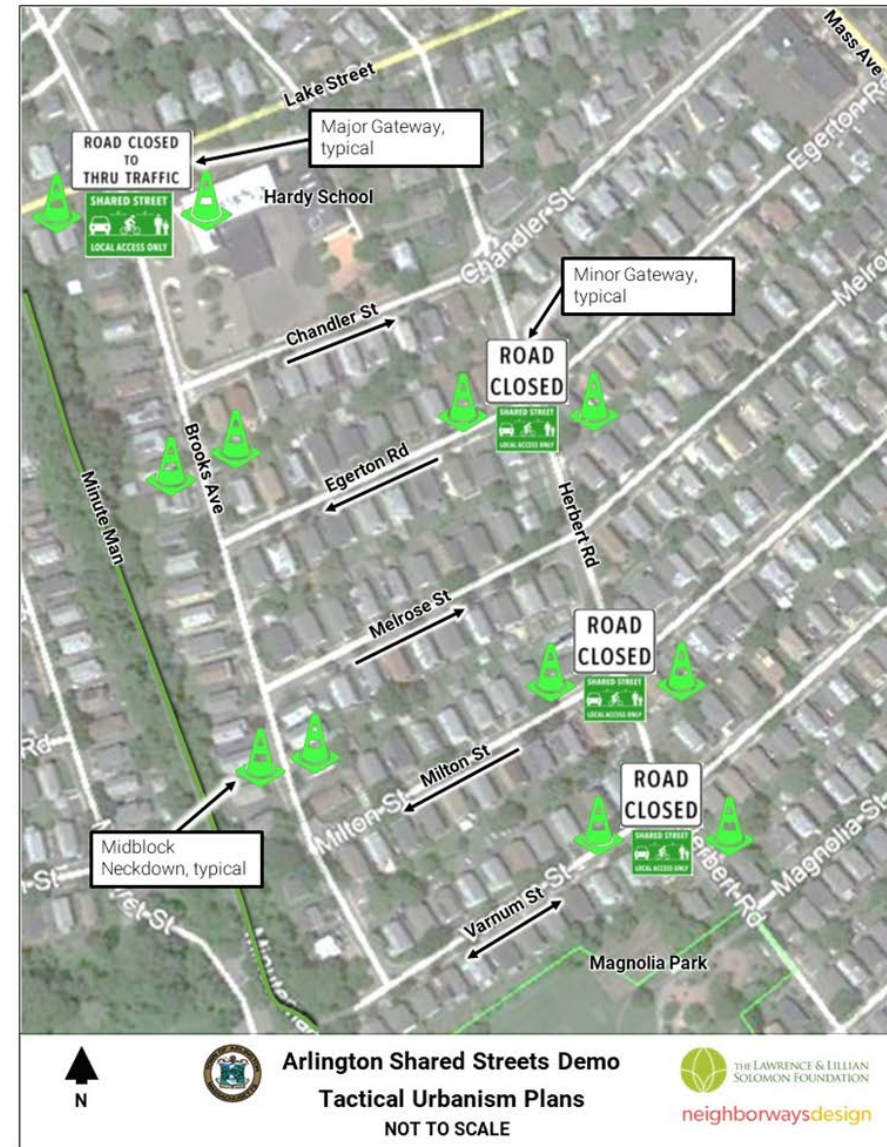 Mass Ave
Lake Street
Egerton Rd
Major Gateway,
typical
ROAD CLOSED
TO
THRU TRAFFIC
SHARED STREET
LOCAL ACCESS ONLY
Hardy School
Chandler St
Melrose
Minor Gateway,
typical
Chandler St
ROAD
CLOSED
SHARED STREET
LOCAL ACCESS ONLY
Brooks Ave
Egerton Rd
Minute Man
Herbert Rd
Melrose St
ROAD
CLOSED
SHARED STREET
LOCAL ACCESS ONLY
Rd
Milton St
Milton St
ROAD
CLOSED
SHARED STREET
LOCAL ACCESS ONLY
Midblock
Neckdown, typical
St
Herbert Rd
Magnolia St
Varnum St
St
Magnolia Park
N
Arlington Shared Streets Demo
Tactical Urbanism Plans
NOT TO SCALE
THE LAWRENCE & LILLIAN
SOLOMON FOUNDATION
neighborwaysdesign